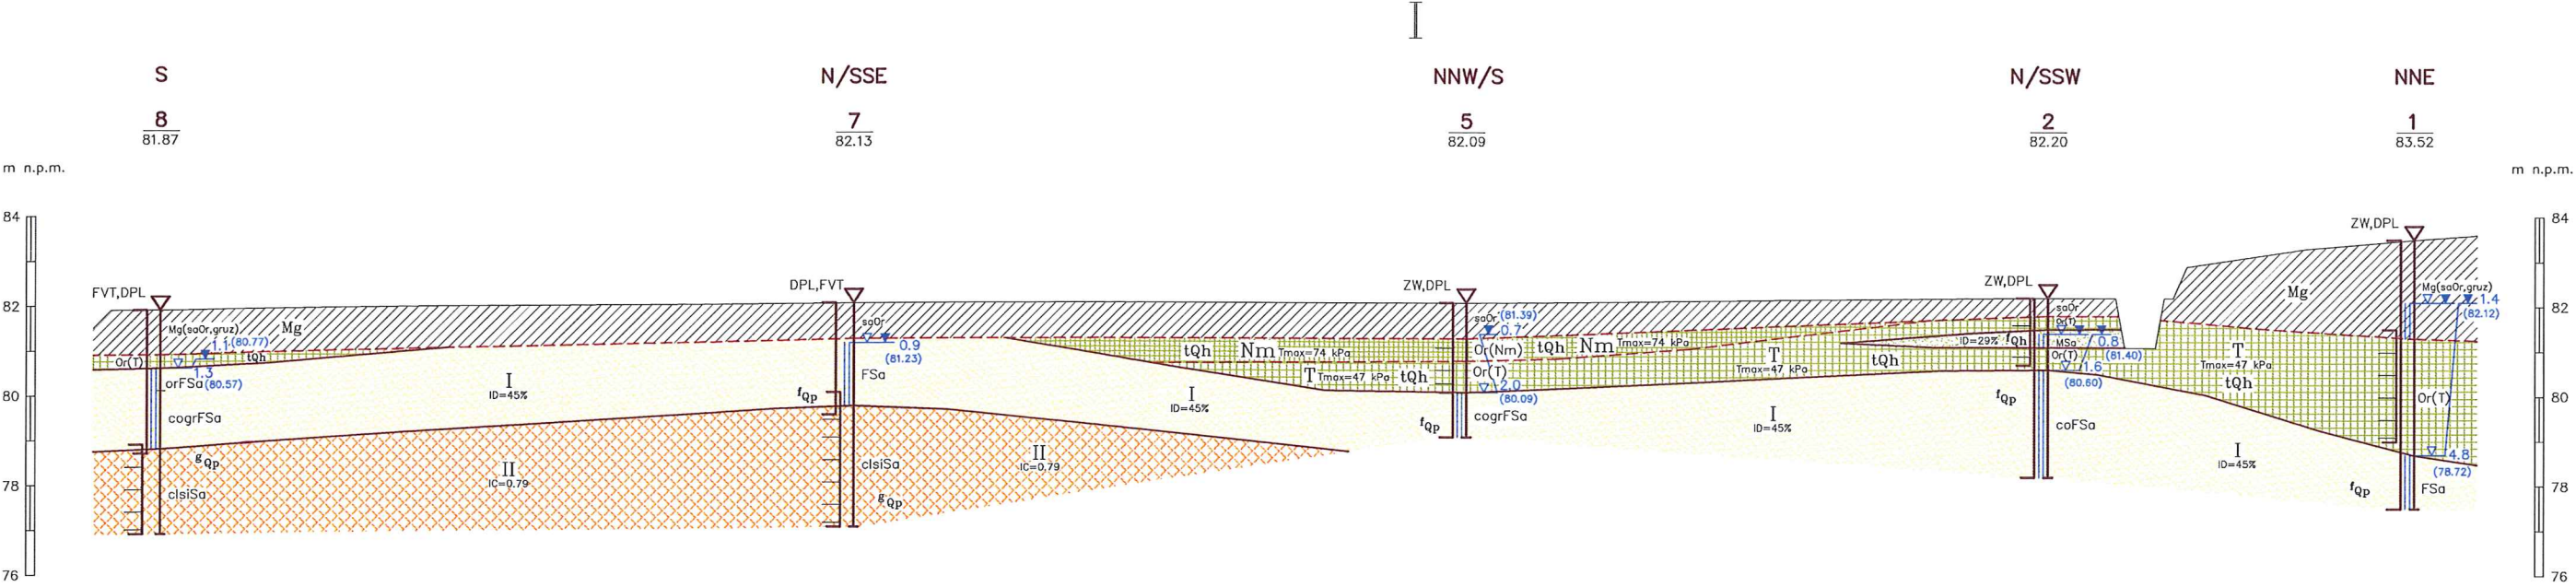 I
S N/SSE NNW/S N/SSW NNE
8 7 5 2 1
81.87 82.13 82.09 82.20 83.52
m n.p.m. m n.p.m.
84 84
82 82
80 80
78 78
76 76
FVT,DPL
Mg(saOr,gruz)
Mg
1.1 (80.77)
Or(T)
tQh
1.3
(80.57)
orFSa
cogrFSa
I
ID=45%
gQp
clsiSa
II
IC=0.79
DPL,FVT
saOr
0.9
(81.23)
FSa
fQp
clsiSa
gQp
II
IC=0.79
I
ID=45%
tQh Nm Tmax=74 kPa
T Tmax=47 kPa tQh
ZW,DPL
saOr (81.39)
0.7
Or(Nm)
Or(T)
2.0
(80.09)
cogrFSa
fQp
tQh Nm Tmax=74 kPa
T
Tmax=47 kPa
tQh
I
ID=45%
ID=29% fQh
ZW,DPL
saOr
Or(T)
MSa
0.8
(81.40)
Or(T)
1.6
(80.60)
fQp
coFSa
T
Tmax=47 kPa
tQh
I
ID=45%
Mg
ZW,DPL
Mg(saOr,gruz)
1.4
(82.12)
Or(T)
4.8
(78.72)
fQp
FSa